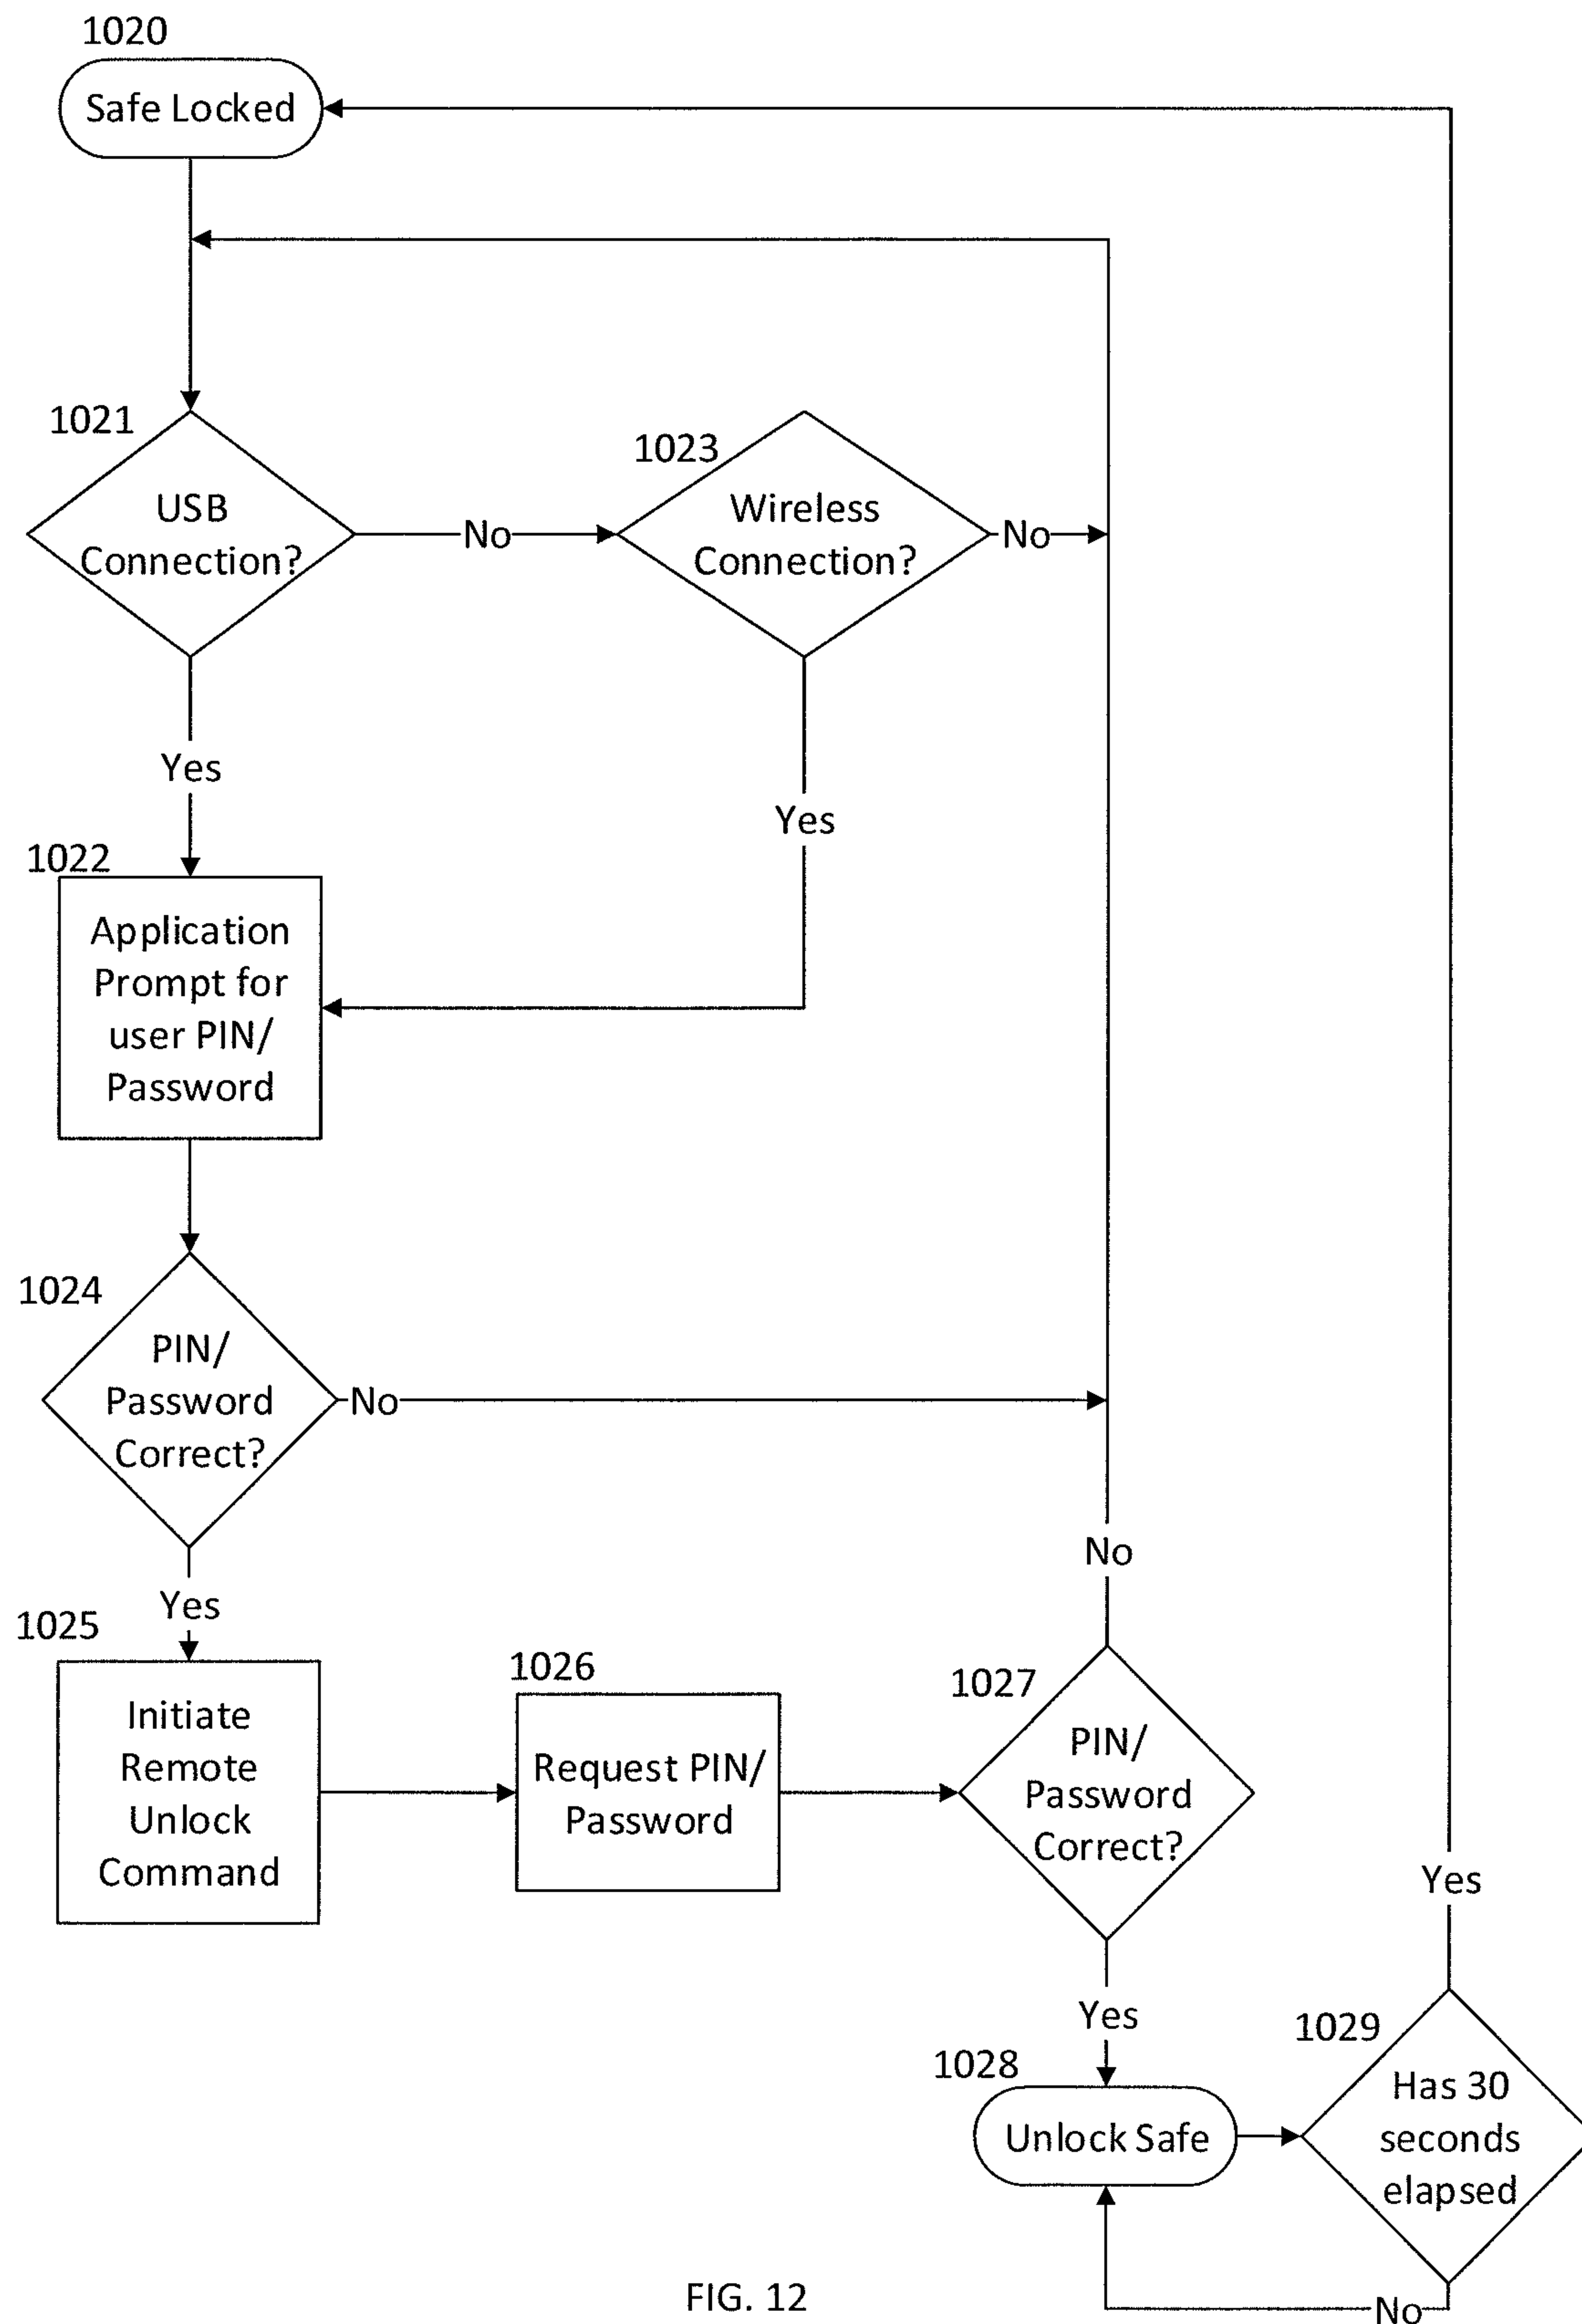 1020
Safe Locked
1021
USB
Connection?
No
1023
Wireless
Connection?
No
Yes
Yes
1022
Application
Prompt for
user PIN/
Password
1024
PIN/
Password
Correct?
No
No
Yes
1025
Initiate
Remote
Unlock
Command
1026
Request PIN/
Password
1027
PIN/
Password
Correct?
Yes
Yes
1028
Unlock Safe
1029
Has 30
seconds
elapsed
No
FIG. 12